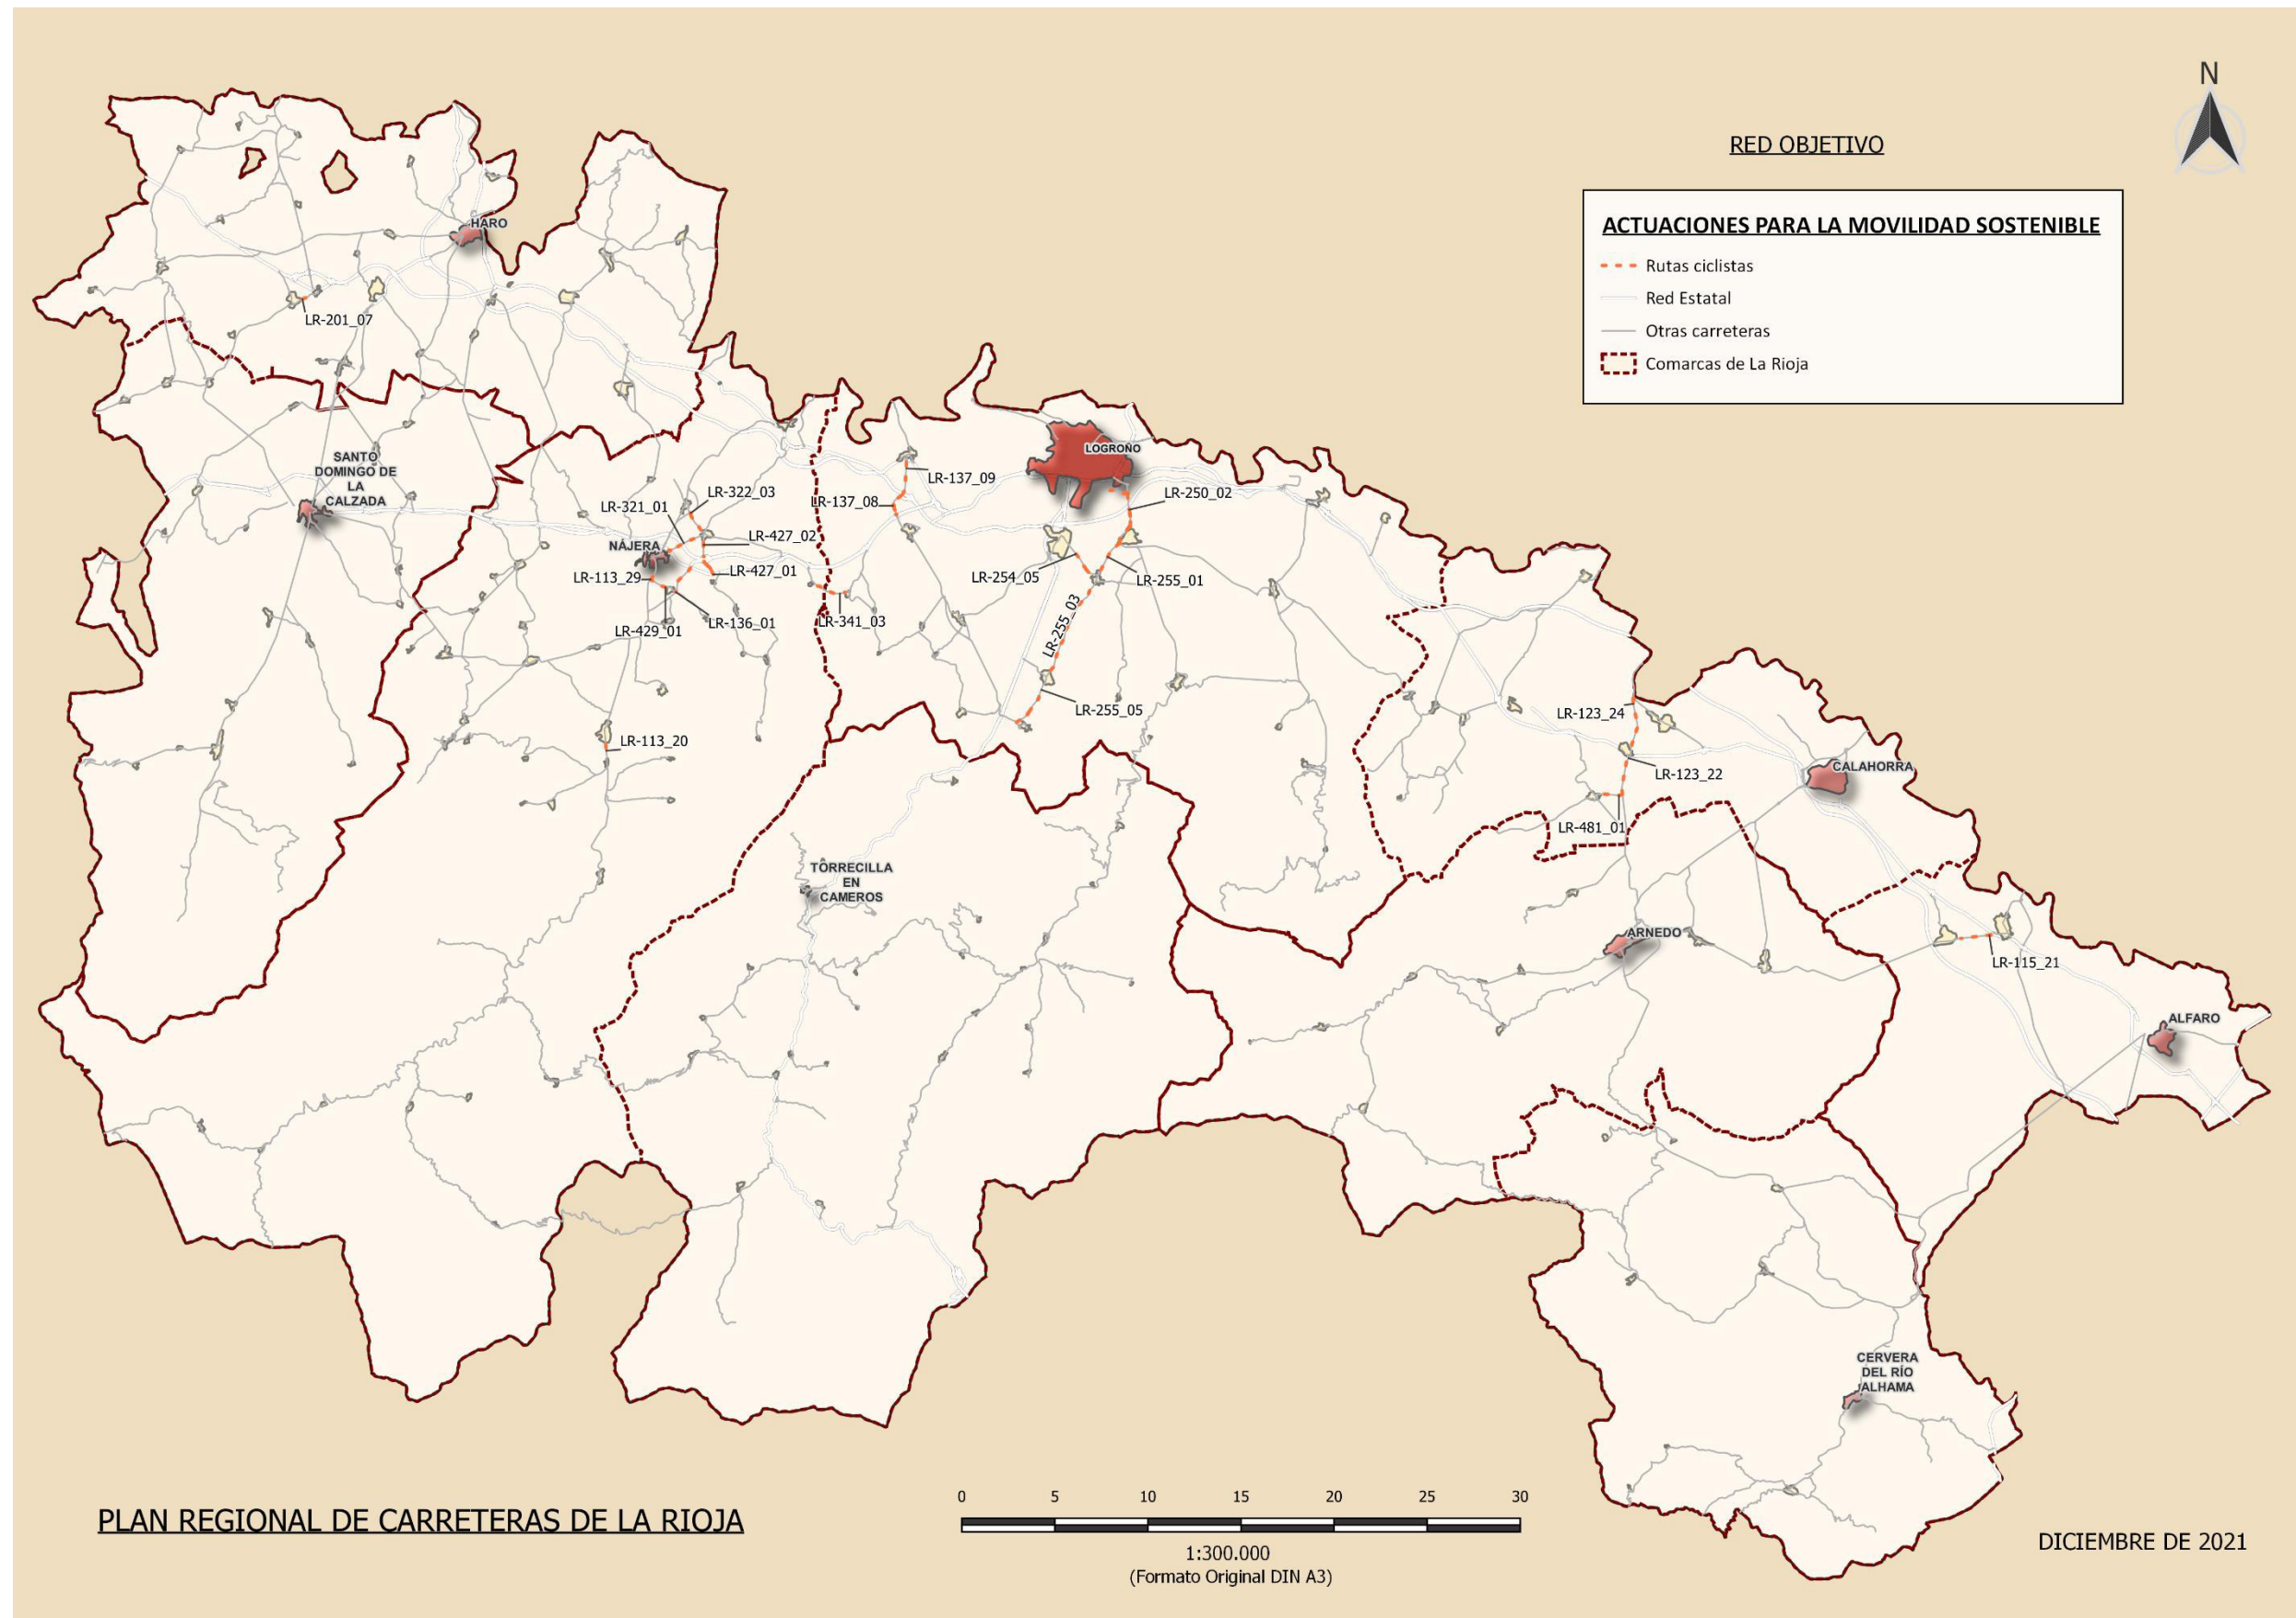 N
RED OBJETIVO
ACTUACIONES PARA LA MOVILIDAD SOSTENIBLE
Rutas ciclistas
Red Estatal
Otras carreteras
Comarcas de La Rioja
HARO
LR-201_07
SANTO
DOMINGO DE
LA
CALZADA
LOGROÑO
LR-137_09
LR-137_08
LR-250_02
LR-322_03
LR-321_01
LR-427_02
NÁJERA
LR-427_01
LR-113_29
LR-136_01
LR-429_01
LR-341_03
LR-254_05
LR-255_01
LR-255_03
LR-255_05
LR-113_20
LR-123_24
LR-123_22
CALAHORRA
LR-481_01
TORRECILLA
EN
CAMEROS
ARNEDO
LR-115_21
ALFARO
CERVERA
DEL RÍO
ALHAMA
PLAN REGIONAL DE CARRETERAS DE LA RIOJA
0 5 10 15 20 25 30
1:300.000
(Formato Original DIN A3)
DICIEMBRE DE 2021